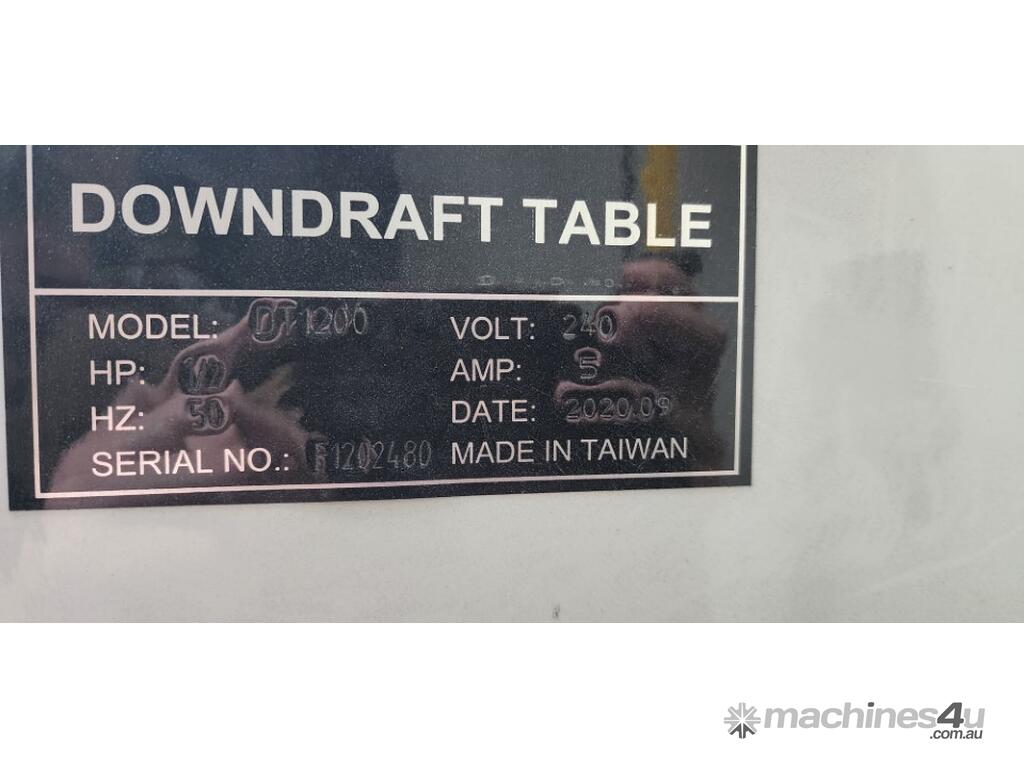 DOWNDRAFT TABLE
MODEL: DT1200 VOLT: 240
HP: 1/2 AMP: 5
HZ: 50 DATE: 2020.09
SERIAL NO.: 1202480 MADE IN TAIWAN
machines4u
.com.au